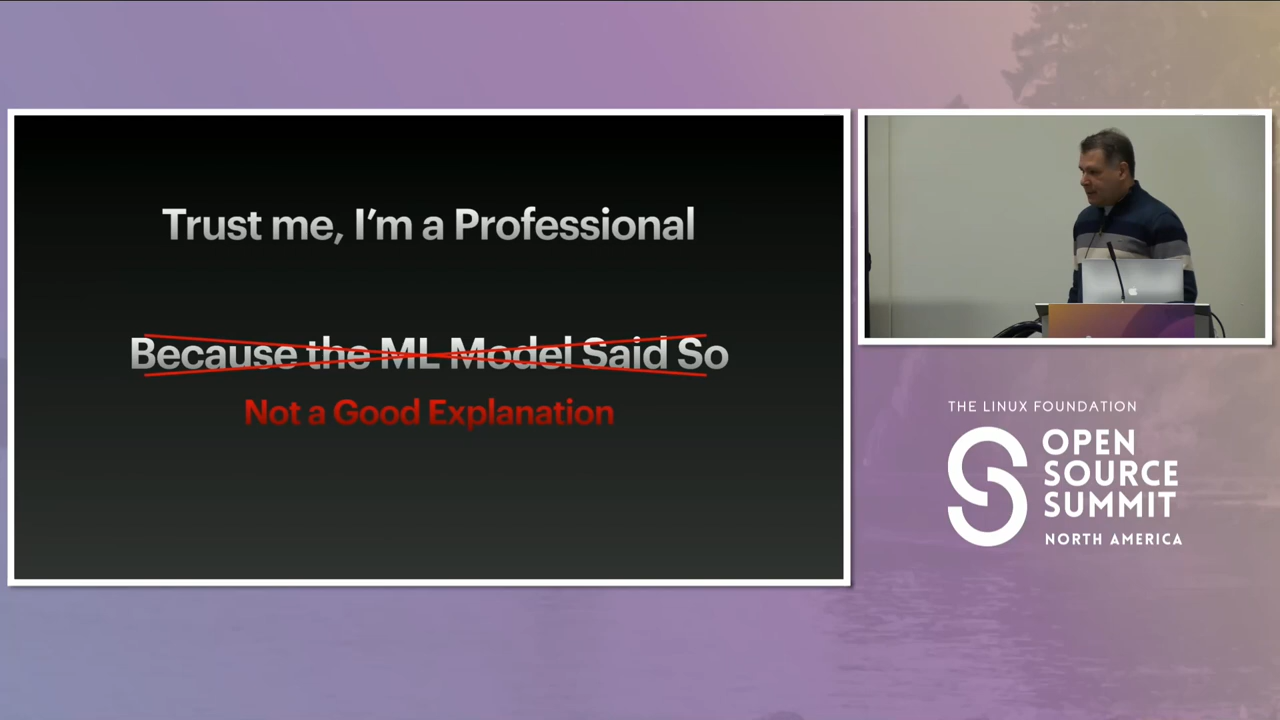 Trust me, I'm a Professional
Because the ML Model Said So
Not a Good Explanation
THE LINUX FOUNDATION
OPEN
SOURCE
SUMMIT
NORTH AMERICA